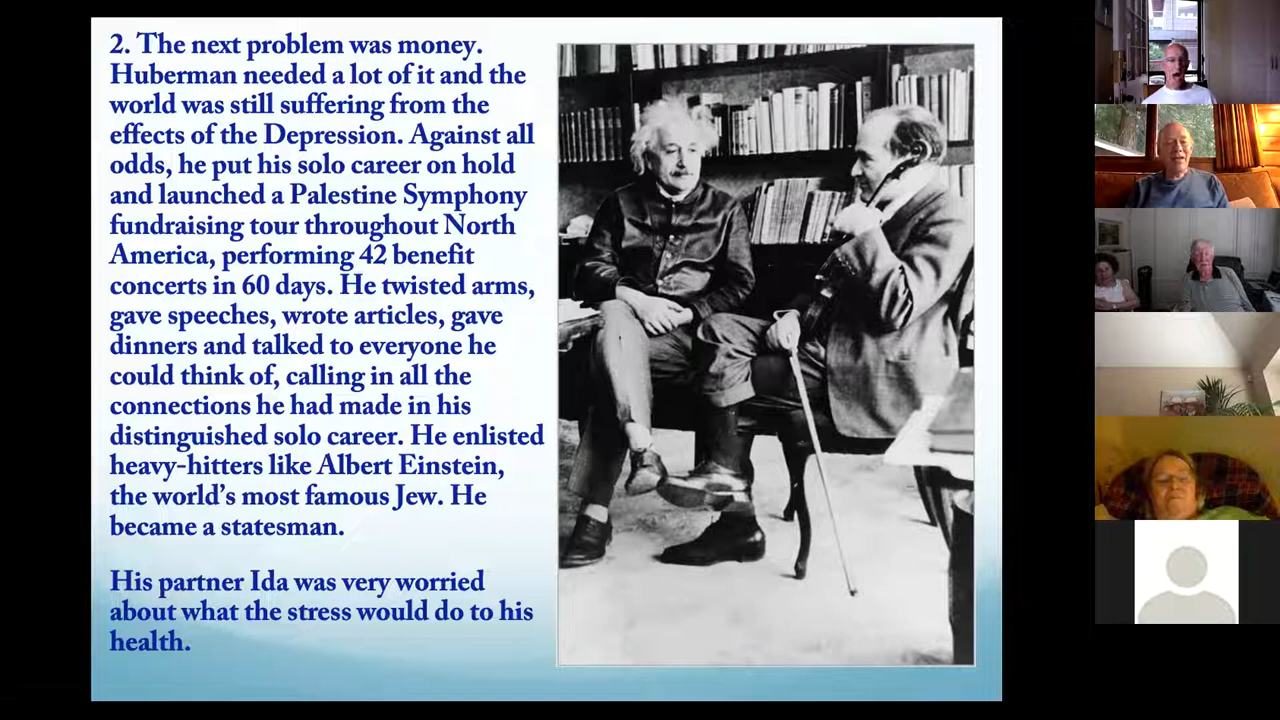 2. The next problem was money.
Huberman needed a lot of it and the
world was still suffering from the
effects of the Depression. Against all
odds, he put his solo career on hold
and launched a Palestine Symphony
fundraising tour throughout North
America, performing 42 benefit
concerts in 60 days. He twisted arms,
gave speeches, wrote articles, gave
dinners and talked to everyone he
could think of, calling in all the
connections he had made in his
distinguished solo career. He enlisted
heavy-hitters like Albert Einstein,
the world’s most famous Jew. He
became a statesman.
His partner Ida was very worried
about what the stress would do to his
health.